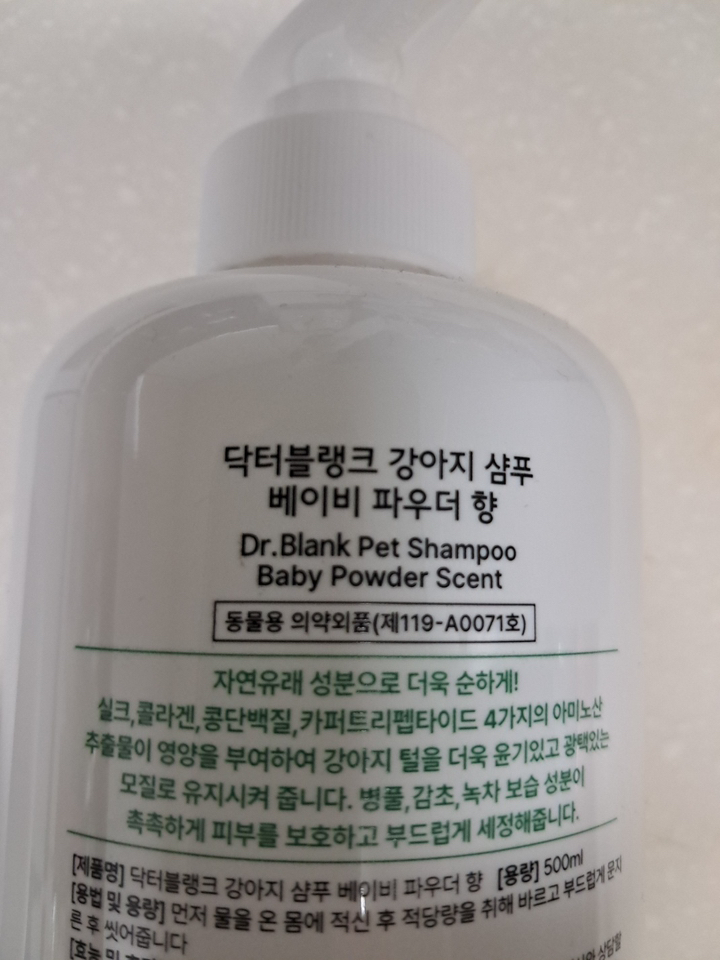 닥터블랭크 강아지 샴푸
베이비 파우더 향
Dr.Blank Pet Shampoo
Baby Powder Scent
동물용 의약외품(제119-A0071호)
자연유래 성분으로 더욱 순하게!
실크,콜라겐,콩단백질,카퍼트리펩타이드 4가지의 아미노산
추출물이 영양을 부여하여 강아지 털을 더욱 윤기있고 광택있는
모질로 유지시켜 줍니다. 병풀,감초,녹차 보습 성분이
촉촉하게 피부를 보호하고 부드럽게 세정해줍니다.
[제품명] 닥터블랭크 강아지 샴푸 베이비 파우더 향 [용량] 500ml
[용법 및 용량] 먼저 물을 온 몸에 적신 후 적당량을 취해 바르고 부드럽게 문지
른 후 씻어줍니다